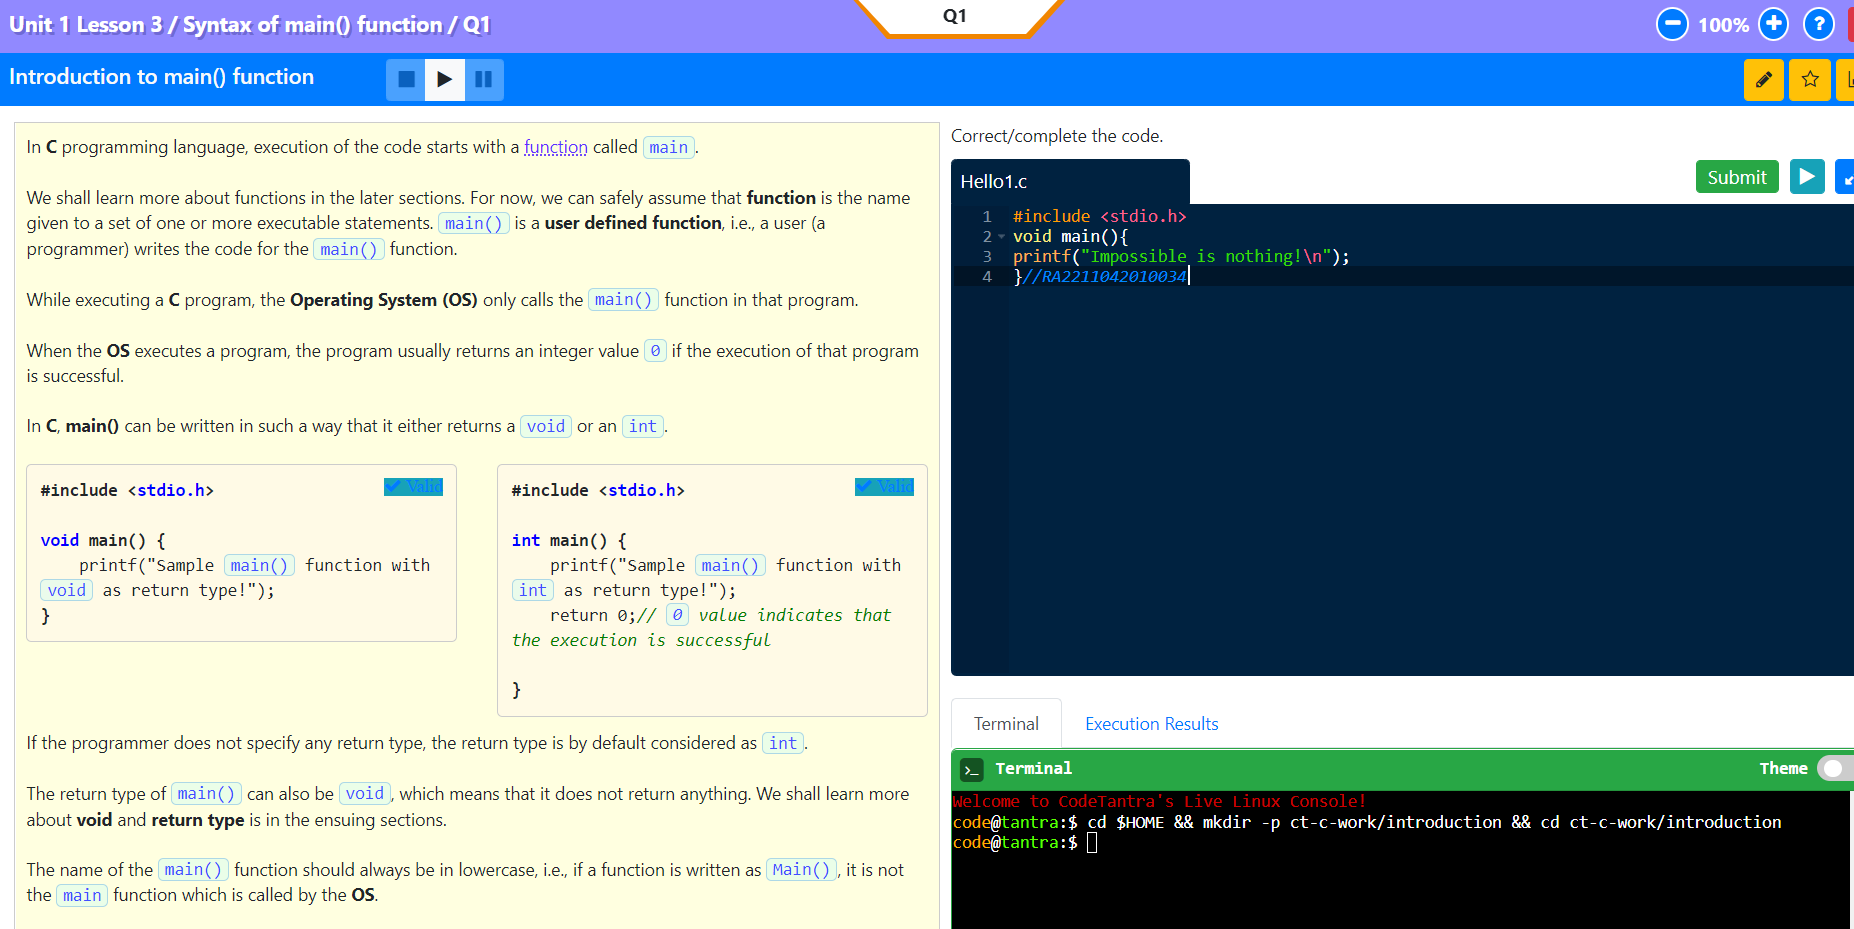 Unit 1 Lesson 3 / Syntax of main() function / Q1
Q1
100%
?
Introduction to main() function
In C programming language, execution of the code starts with a function called main.
We shall learn more about functions in the later sections. For now, we can safely assume that function is the name
given to a set of one or more executable statements. main() is a user defined function, i.e., a user (a
programmer) writes the code for the main() function.
While executing a C program, the Operating System (OS) only calls the main() function in that program.
When the OS executes a program, the program usually returns an integer value 0 if the execution of that program
is successful.
In C, main() can be written in such a way that it either returns a void or an int.
Valid
#include <stdio.h>
void main() {
printf("Sample main() function with
void as return type!");
}
Valid
#include <stdio.h>
int main() {
printf("Sample main() function with
int as return type!");
return 0;// 0 value indicates that
the execution is successful
}
If the programmer does not specify any return type, the return type is by default considered as int.
The return type of main() can also be void, which means that it does not return anything. We shall learn more
about void and return type is in the ensuing sections.
The name of the main() function should always be in lowercase, i.e., if a function is written as Main(), it is not
the main function which is called by the OS.
Correct/complete the code.
Hello1.c
Submit
1 #include <stdio.h>
2 void main(){
3 printf("Impossible is nothing!\n");
4 }//RA2211042010034
Terminal
Execution Results
>_ Terminal
Theme
Welcome to CodeTantra's Live Linux Console!
code@tantra:$ cd $HOME && mkdir -p ct-c-work/introduction && cd ct-c-work/introduction
code@tantra:$